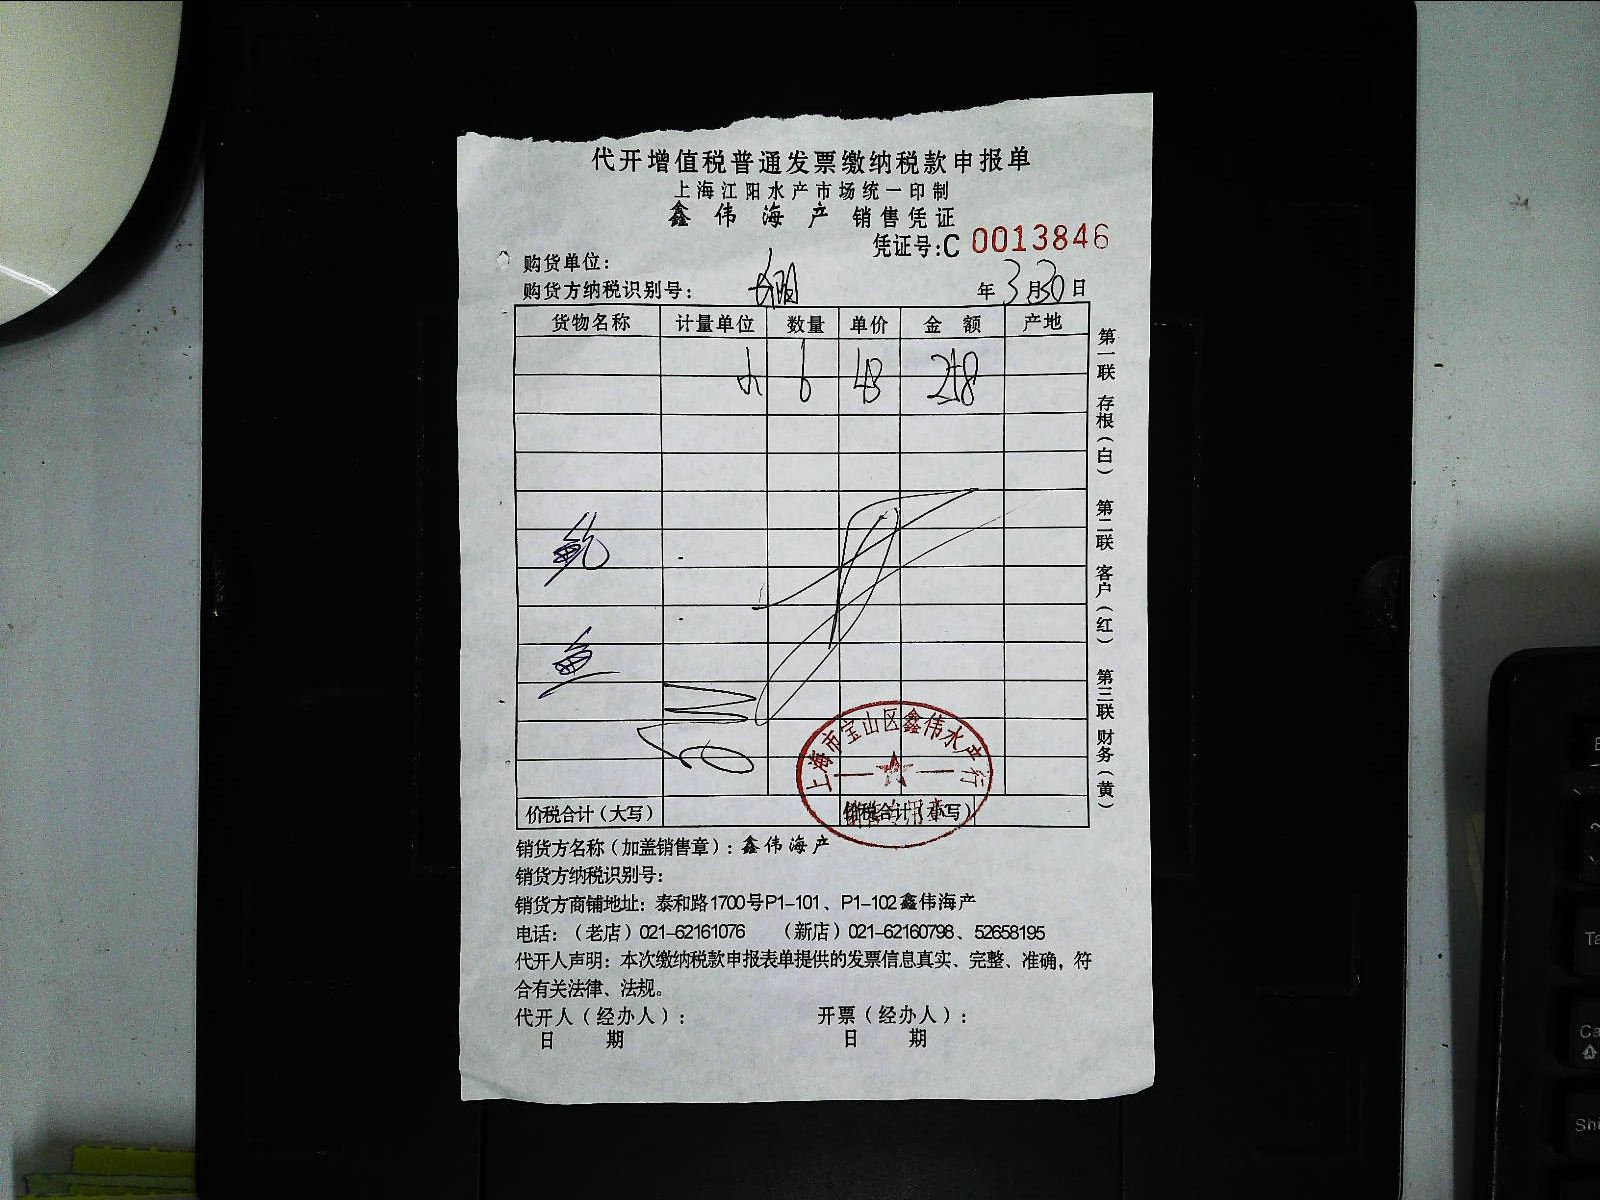 代开增值税普通发票缴纳税款申报单
上海江阳水产市场统一印制
鑫伟海产 销售凭证
凭证号:C 0013846
购货单位:
购货方纳税识别号: 年3月30日
货物名称 计量单位 数量 单价 金额 产地
6 43 258
鲍
鱼
价税合计(大写) 价税合计(小写)
上海市宝山区鑫伟水产行
销售专用章
销货方名称(加盖销售章):鑫伟海产
销货方纳税识别号:
销货方商铺地址:泰和路1700号P1-101、P1-102鑫伟海产
电话:(老店)021-62161076 (新店)021-62160798、52658195
代开人声明:本次缴纳税款申报表单提供的发票信息真实、完整、准确,符
合有关法律、法规。
代开人(经办人): 开票(经办人):
日期 日期
第一联 存根(白) 第二联 客户(红) 第三联 财务(黄)